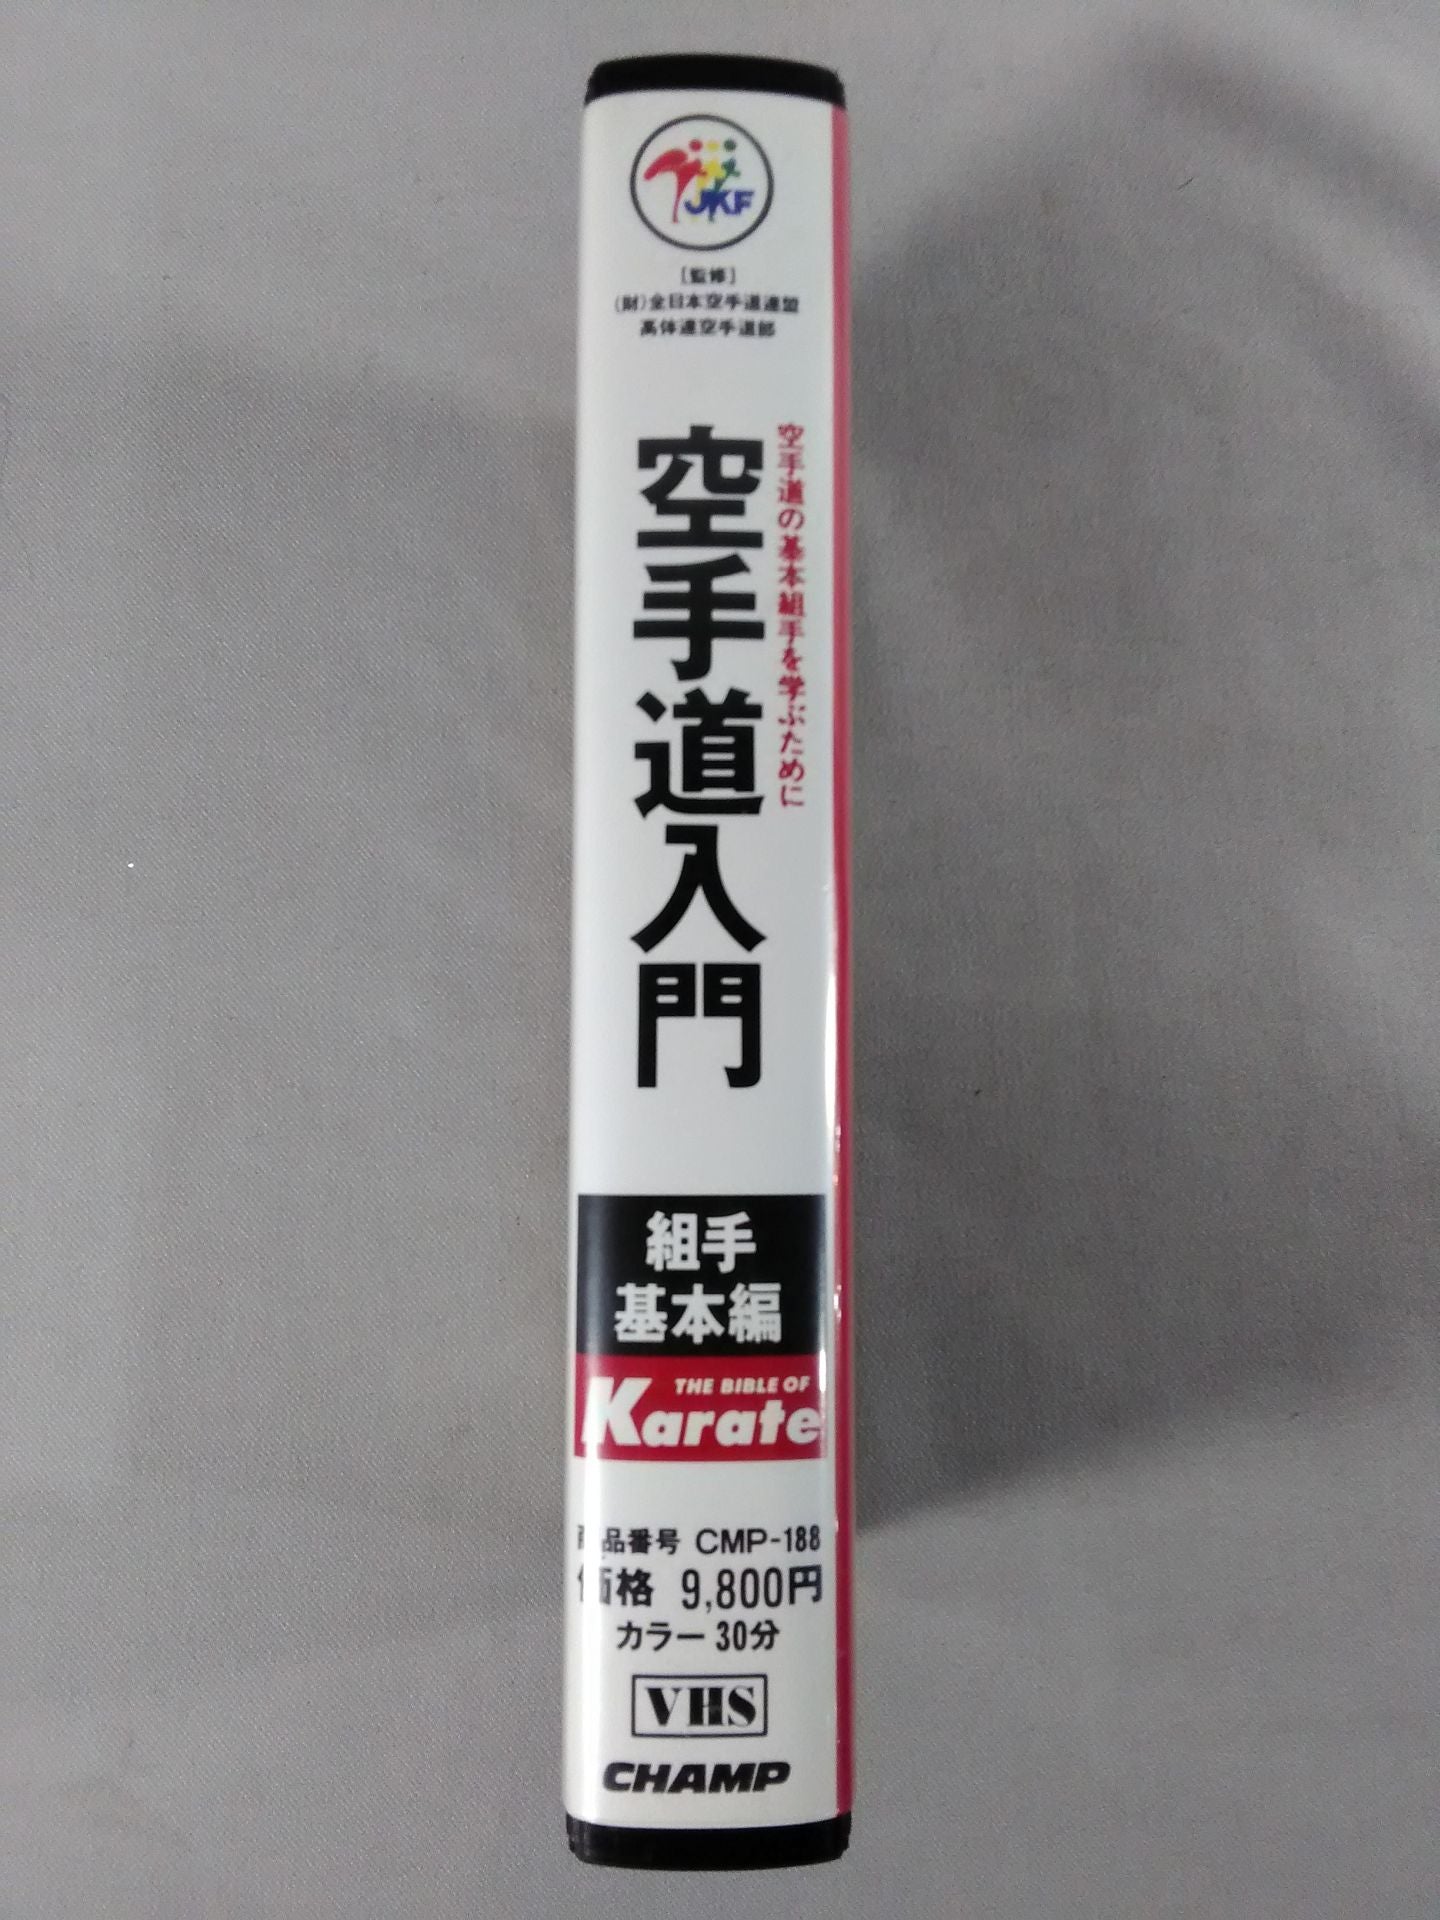 JKF
[監修]
(財)全日本空手道連盟
高体連空手道部
空手道の基本組手を学ぶために
空手道入門
組手
基本編
THE BIBLE OF
Karate
商品番号 CMP-188
価格 9,800円
カラー30分
VHS
CHAMP